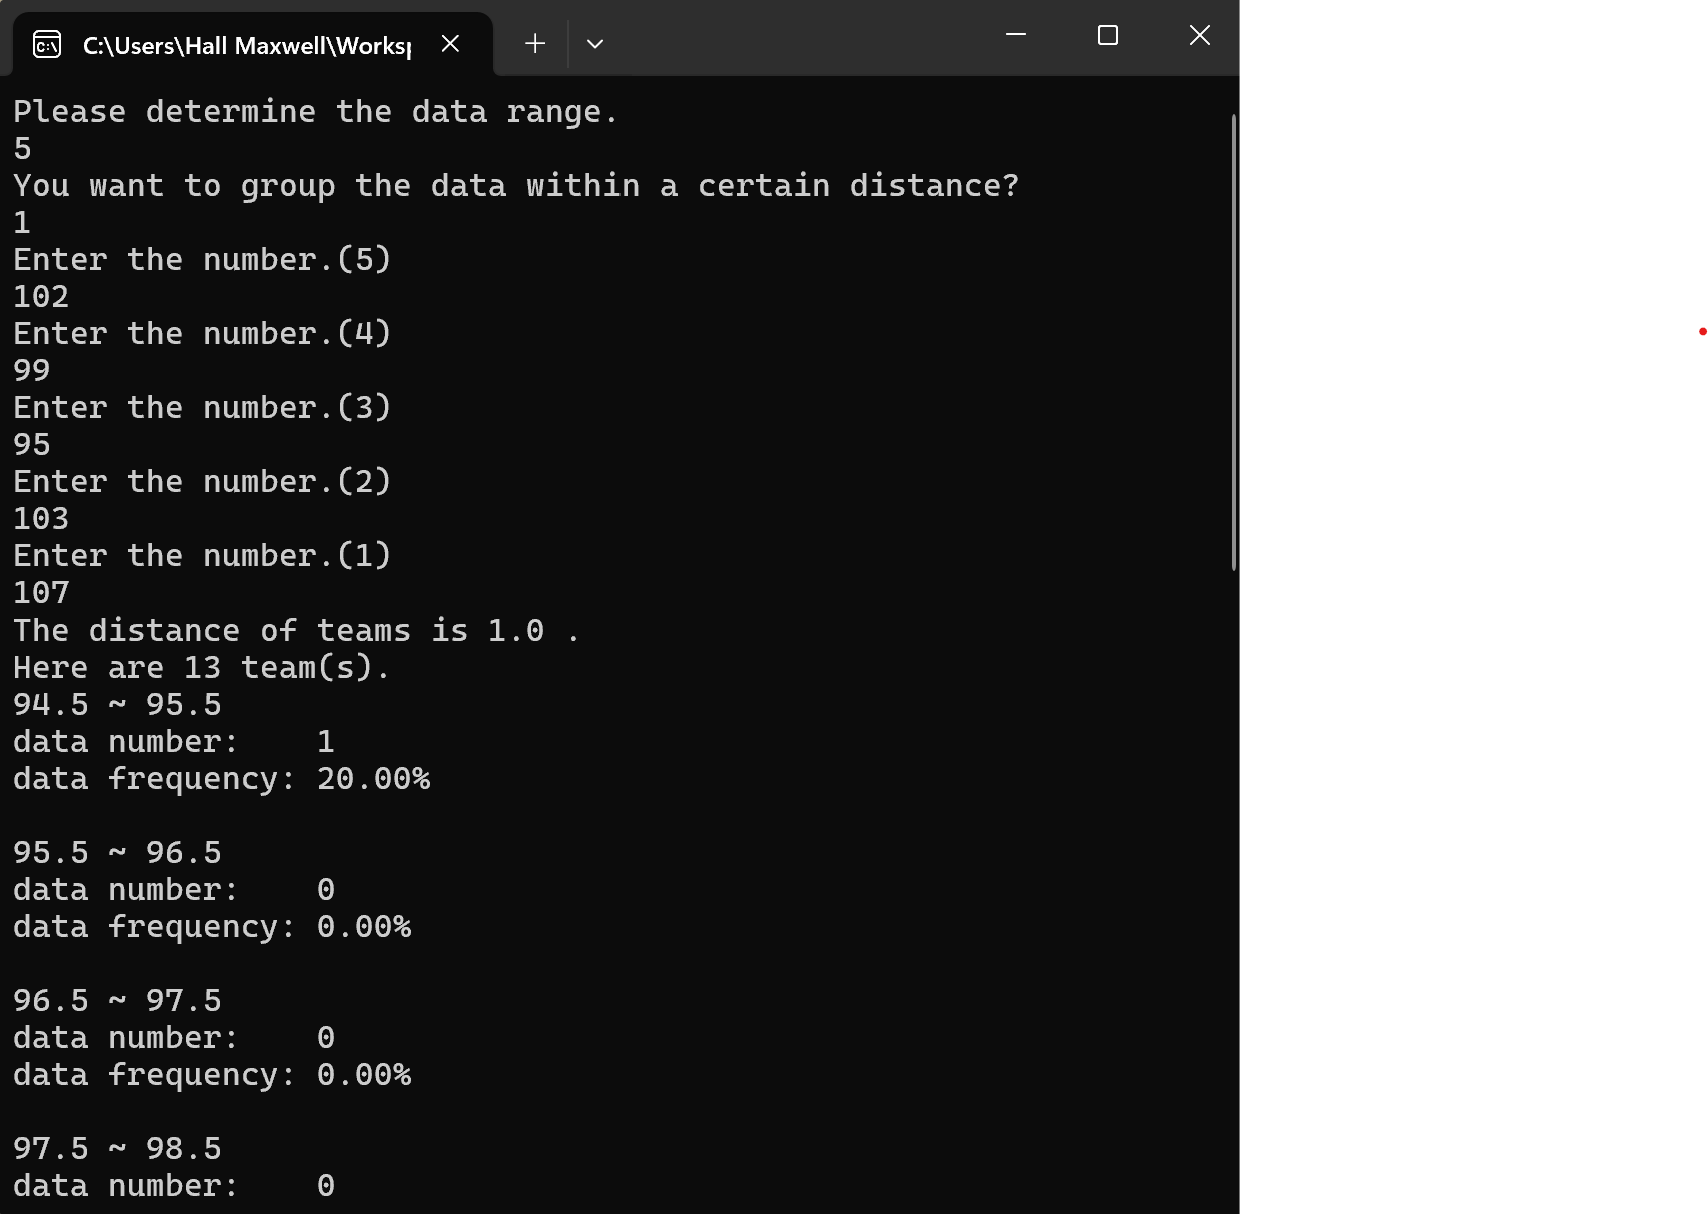 C:\Users\Hall Maxwell\Worksp
Please determine the data range.
5
You want to group the data within a certain distance?
1
Enter the number.(5)
102
Enter the number.(4)
99
Enter the number.(3)
95
Enter the number.(2)
103
Enter the number.(1)
107
The distance of teams is 1.0 .
Here are 13 team(s).
94.5 ~ 95.5
data number:    1
data frequency: 20.00%
95.5 ~ 96.5
data number:    0
data frequency: 0.00%
96.5 ~ 97.5
data number:    0
data frequency: 0.00%
97.5 ~ 98.5
data number:    0